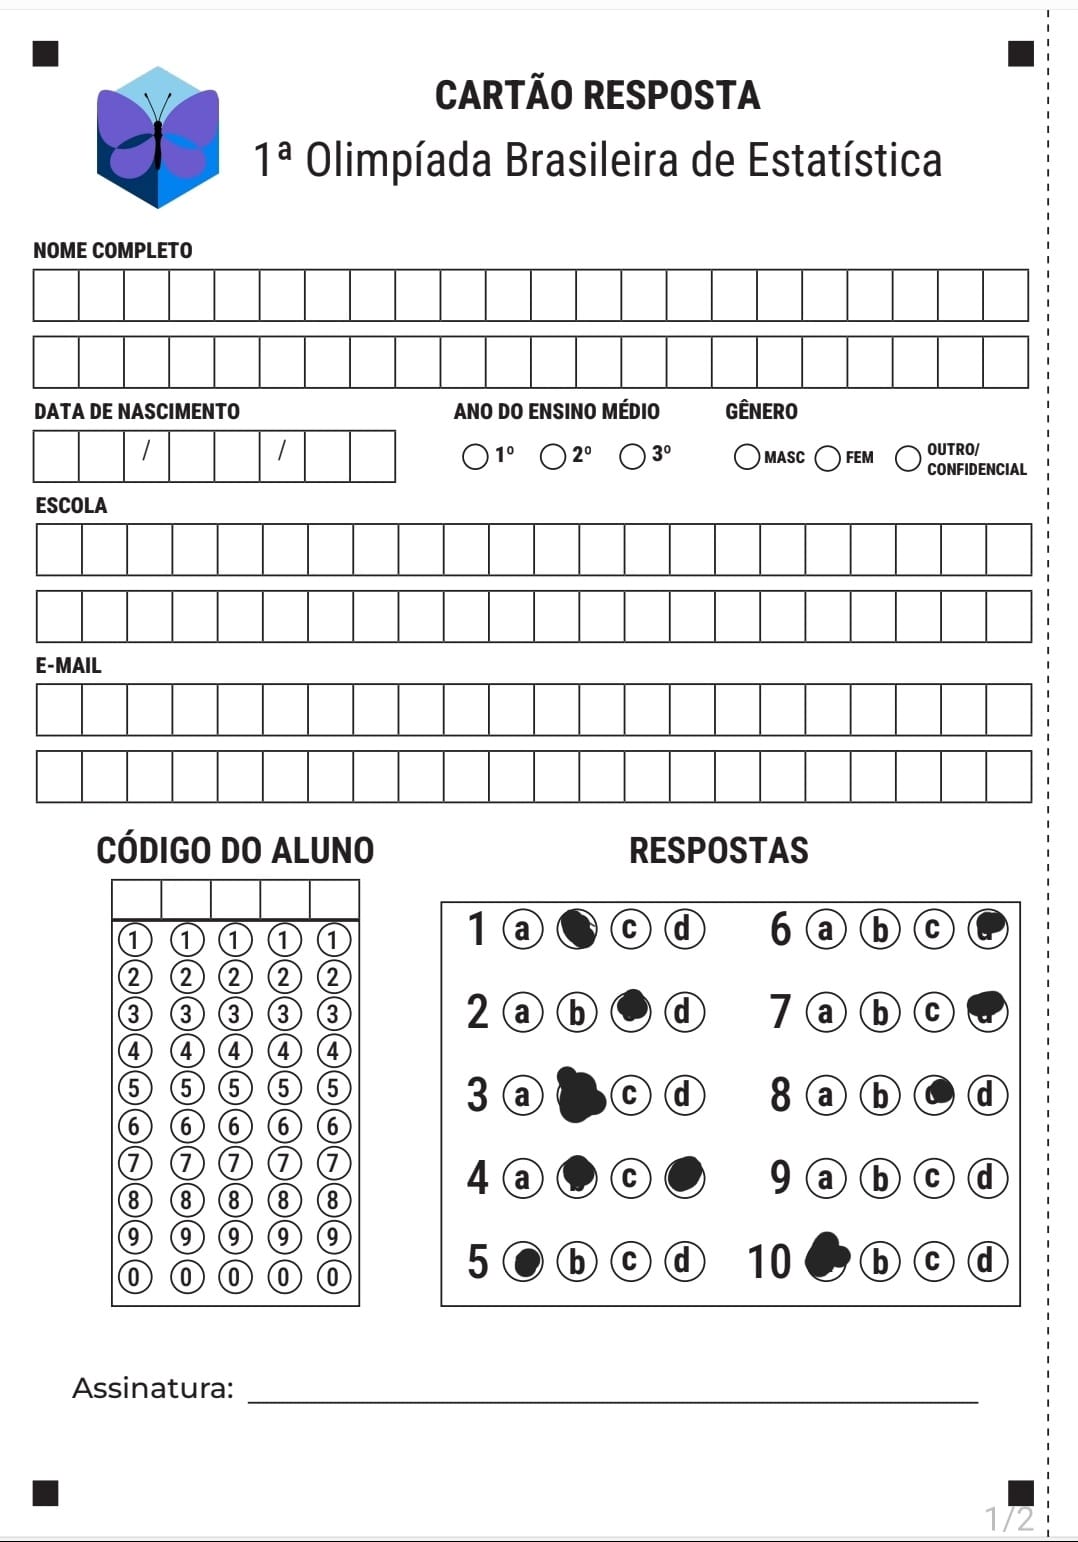 CARTÃO RESPOSTA
1ª Olimpíada Brasileira de Estatística
NOME COMPLETO
DATA DE NASCIMENTO ANO DO ENSINO MÉDIO GÊNERO
/ / 1º 2º 3º MASC FEM OUTRO/
CONFIDENCIAL
ESCOLA
E-MAIL
CÓDIGO DO ALUNO RESPOSTAS
1 1 1 1 1
2 2 2 2 2
3 3 3 3 3
4 4 4 4 4
5 5 5 5 5
6 6 6 6 6
7 7 7 7 7
8 8 8 8 8
9 9 9 9 9
0 0 0 0 0
1 a c d 6 a b c
2 a b d 7 a b c
3 a c d 8 a b d
4 a c 9 a b c d
5 b c d 10 b c d
Assinatura:
1/2